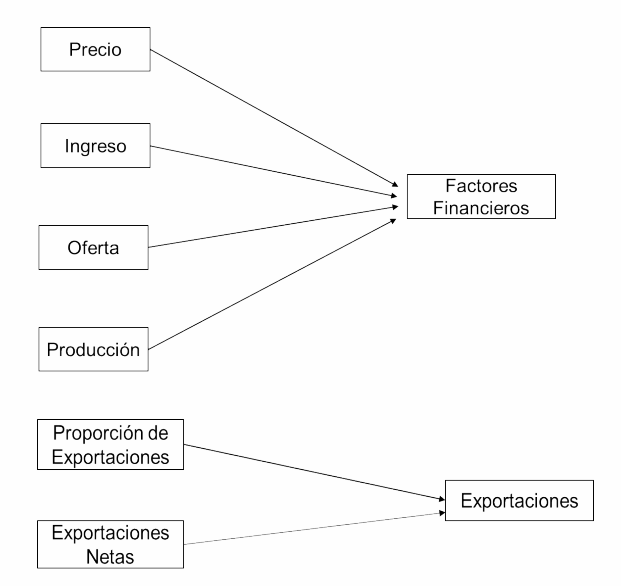 Precio
Ingreso
Factores
Financieros
Oferta
Producción
Proporción de
Exportaciones
Exportaciones
Exportaciones
Netas